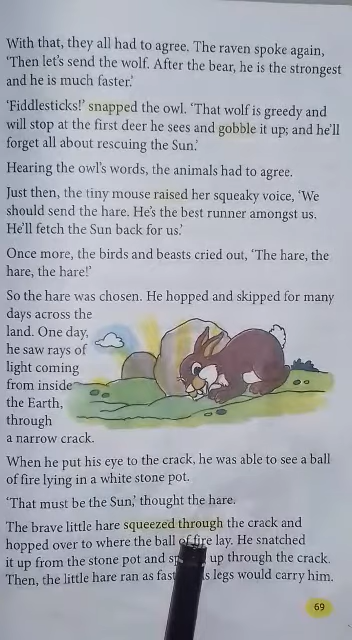 With that, they all had to agree. The raven spoke again,
'Then let's send the wolf. After the bear, he is the strongest
and he is much faster.'
'Fiddlesticks!' snapped the owl. 'That wolf is greedy and
will stop at the first deer he sees and gobble it up; and he'll
forget all about rescuing the Sun.'
Hearing the owl's words, the animals had to agree.
Just then, the tiny mouse raised her squeaky voice, 'We
should send the hare. He's the best runner amongst us.
He'll fetch the Sun back for us.'
Once more, the birds and beasts cried out, 'The hare, the
hare, the hare!'
So the hare was chosen. He hopped and skipped for many
days across the
land. One day,
he saw rays of
light coming
from inside
the Earth,
through
a narrow crack.
When he put his eye to the crack, he was able to see a ball
of fire lying in a white stone pot.
'That must be the Sun,' thought the hare.
The brave little hare squeezed through the crack and
hopped over to where the ball of fire lay. He snatched
it up from the stone pot and up through the crack.
Then, the little hare ran as fast legs would carry him.
69